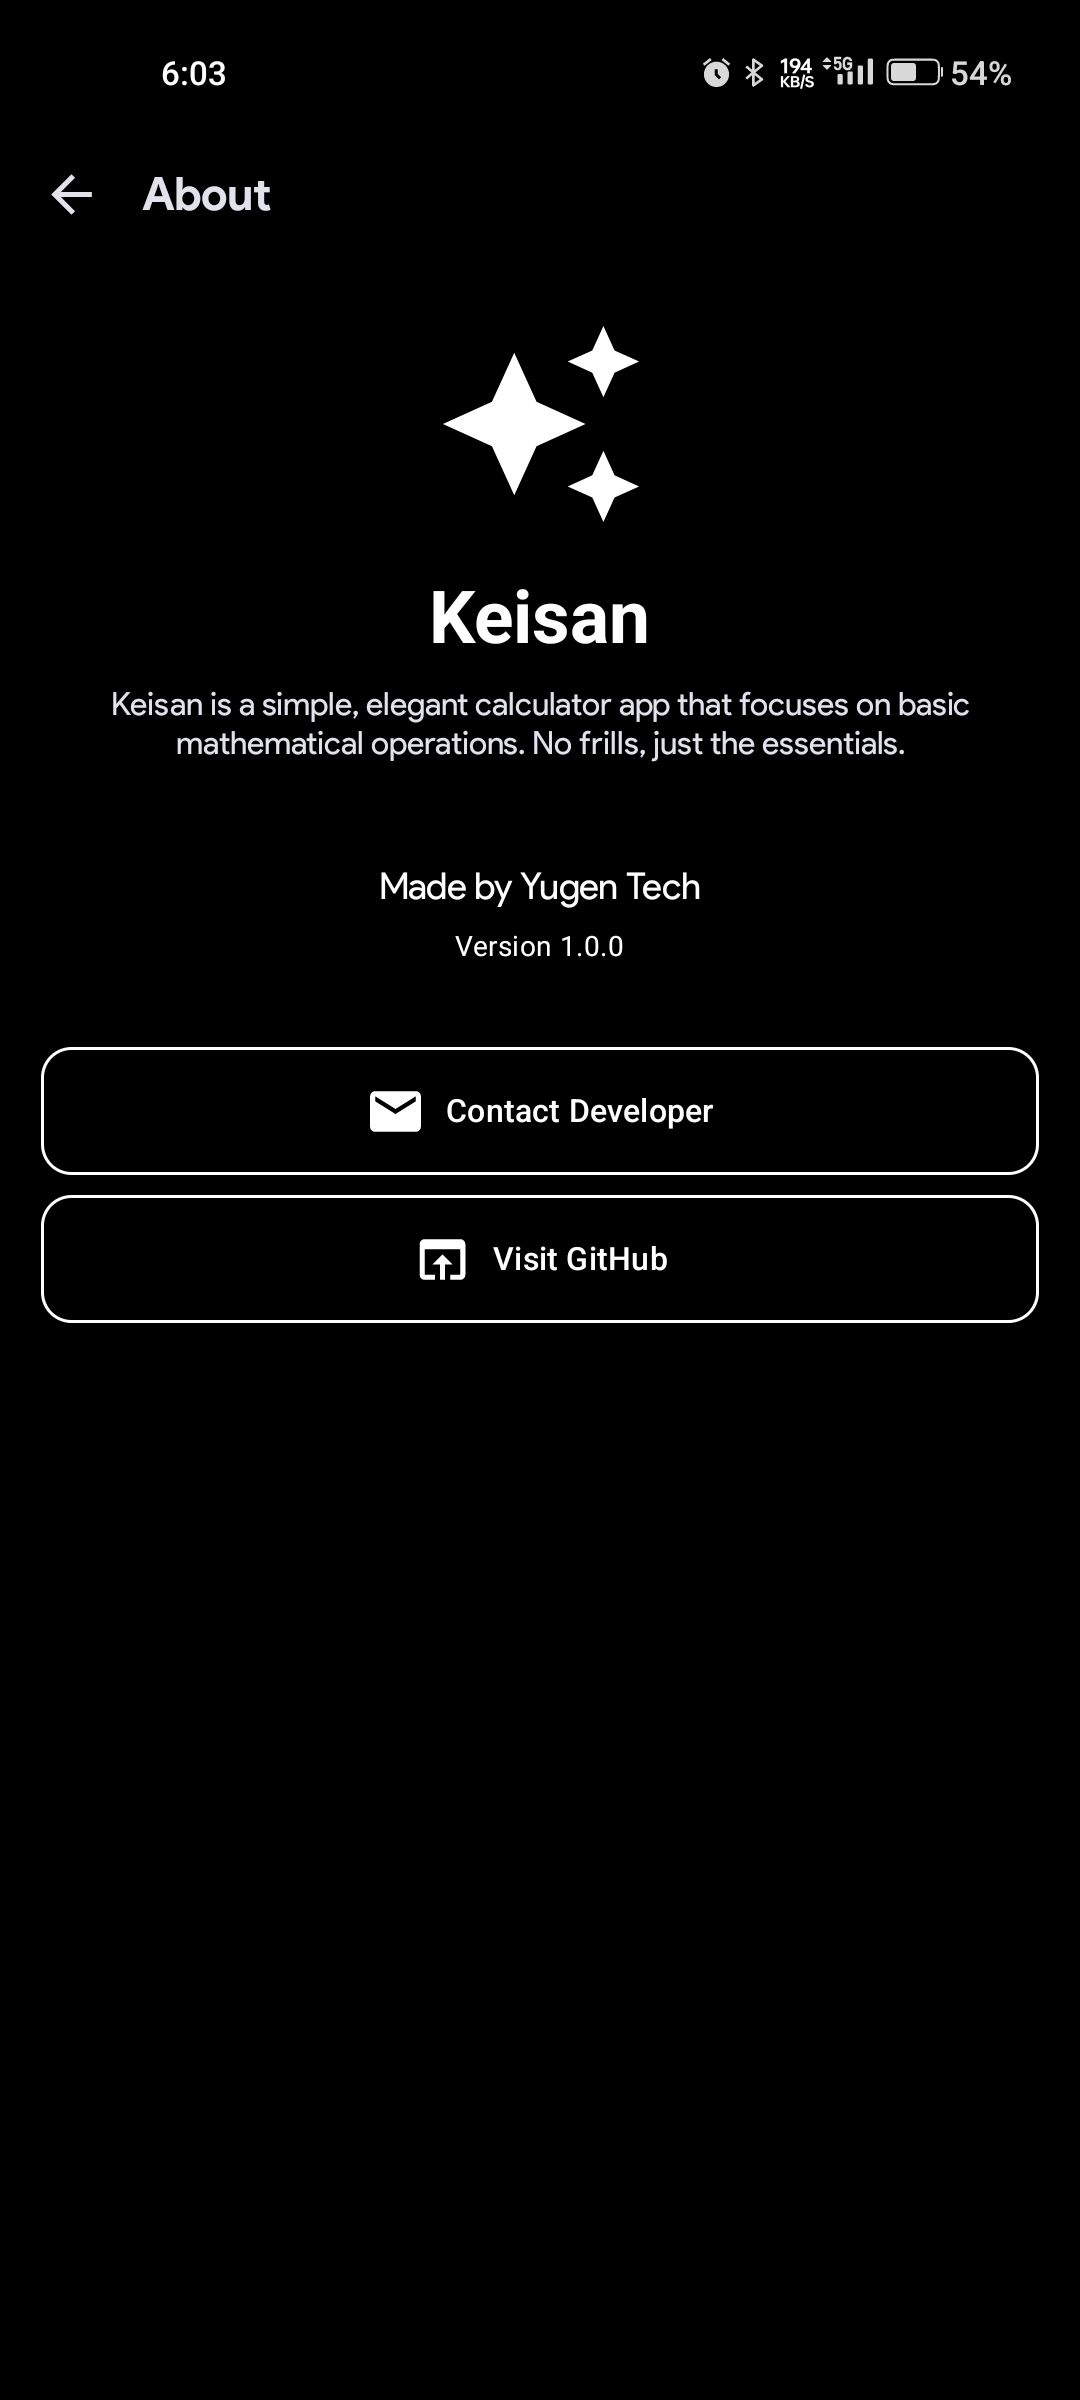 6:03
194
KB/S
5G
54%
About
Keisan
Keisan is a simple, elegant calculator app that focuses on basic
mathematical operations. No frills, just the essentials.
Made by Yugen Tech
Version 1.0.0
Contact Developer
Visit GitHub